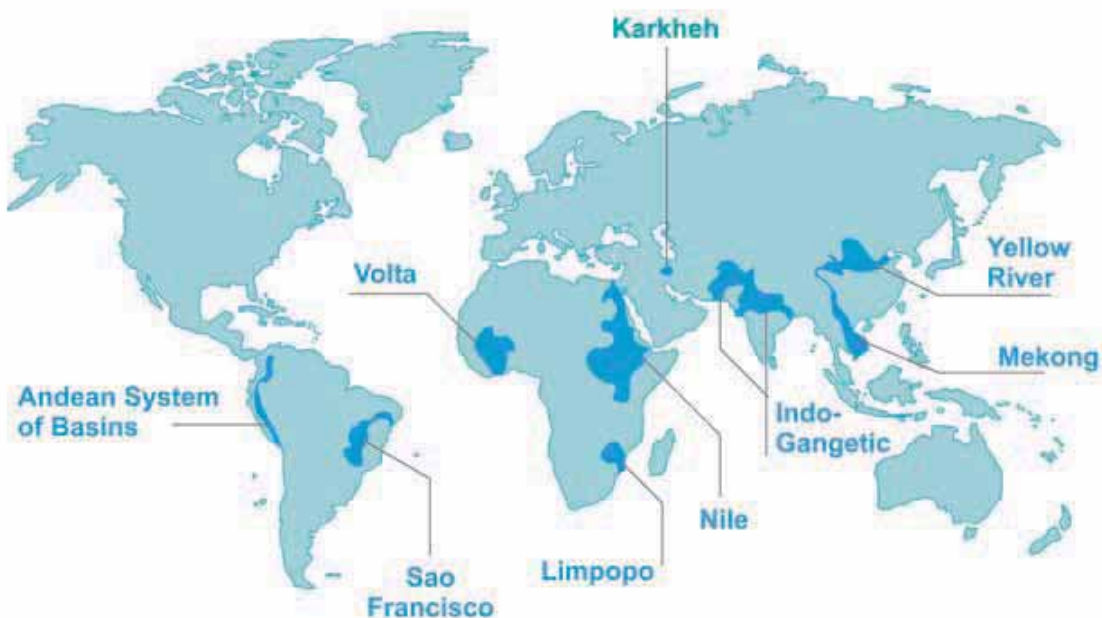 Karkheh
Volta
Yellow
River
Mekong
Andean System
of Basins
Indo-
Gangetic
Nile
Limpopo
Sao
Francisco